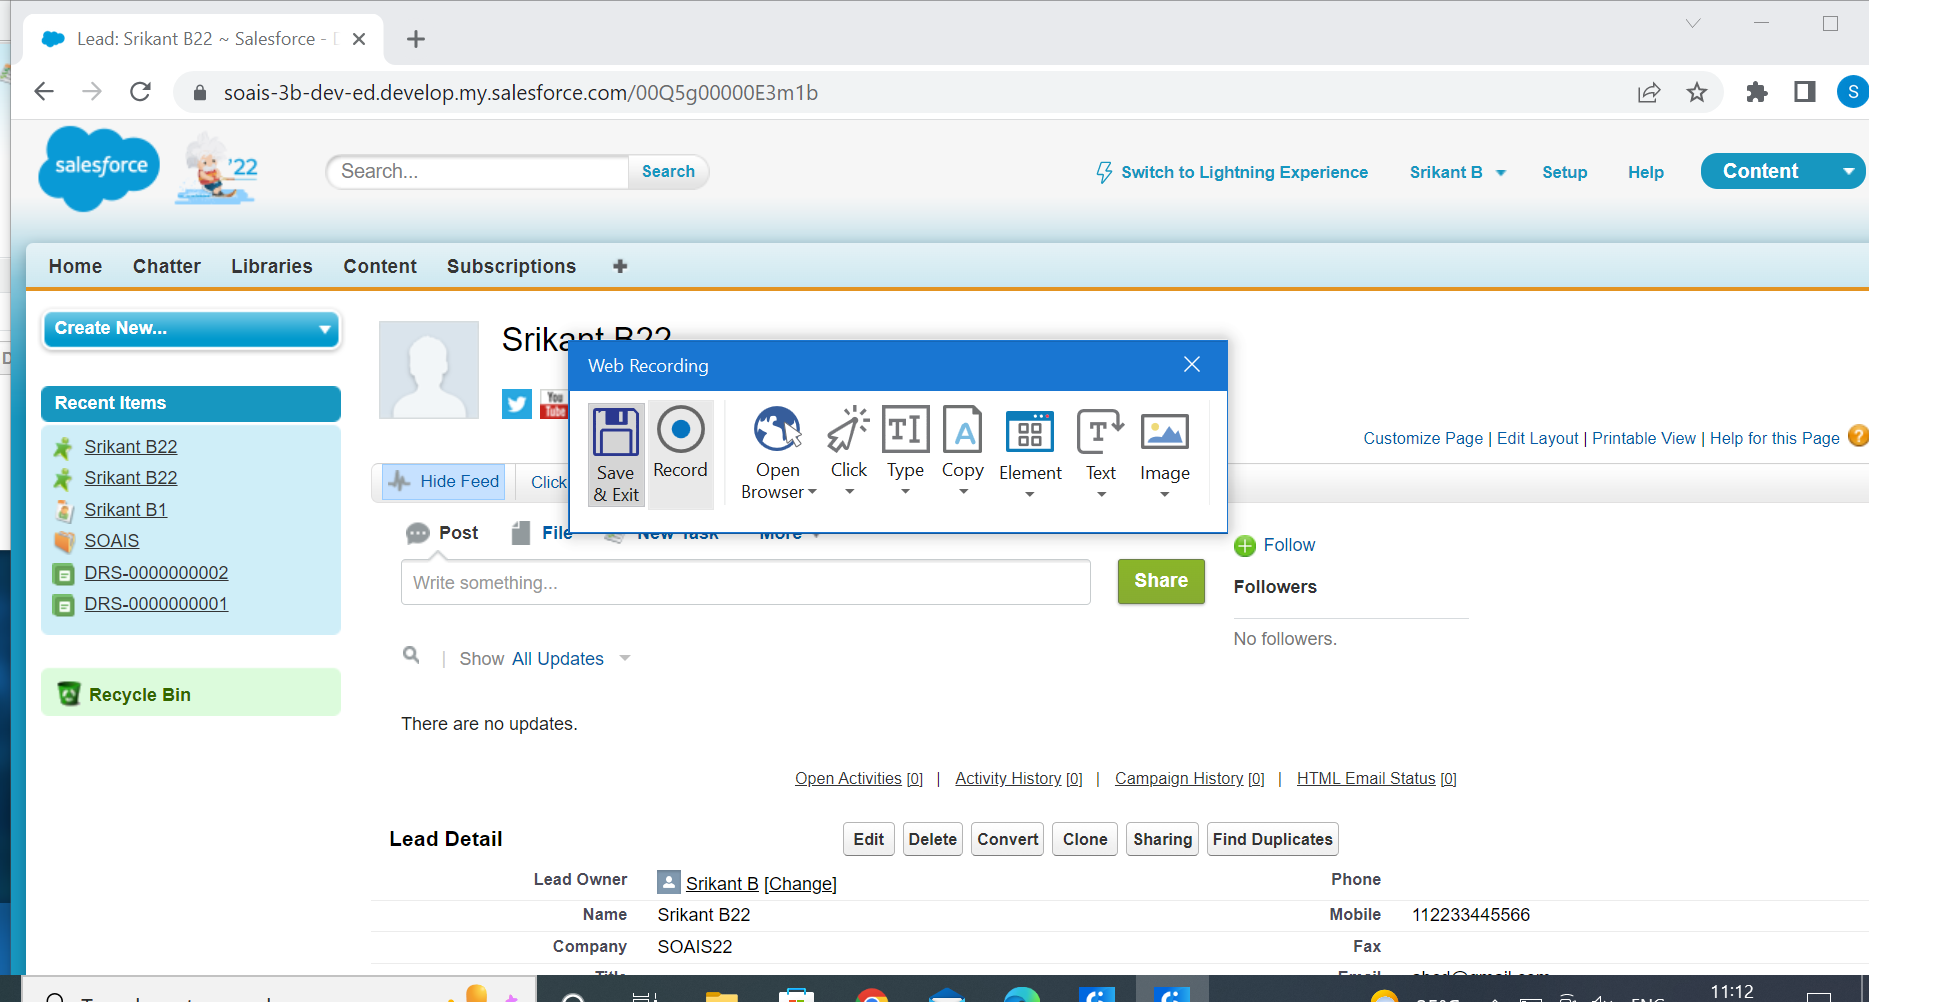 Lead: Srikant B22 ~ Salesforce -
soais-3b-dev-ed.develop.my.salesforce.com/00Q5g00000E3m1b
S
salesforce
'22
Search...
Search
Switch to Lightning Experience
Srikant B
Setup
Help
Content
Home
Chatter
Libraries
Content
Subscriptions
Create New...
Recent Items
Srikant B22
Srikant B22
Srikant B1
SOAIS
DRS-0000000002
DRS-0000000001
Recycle Bin
Srikant B22
You
Tube
Web Recording
Save
& Exit
Record
Open
Browser
Click
Type
Copy
Element
Text
Image
Customize Page | Edit Layout | Printable View | Help for this Page
Hide Feed
Click
Post
File
New Task
More
Write something...
Share
Follow
Followers
No followers.
Show All Updates
There are no updates.
Open Activities [0] | Activity History [0] | Campaign History [0] | HTML Email Status [0]
Lead Detail
Edit
Delete
Convert
Clone
Sharing
Find Duplicates
Lead Owner
Srikant B [Change]
Phone
Name
Srikant B22
Mobile
112233445566
Company
SOAIS22
Fax
11:12